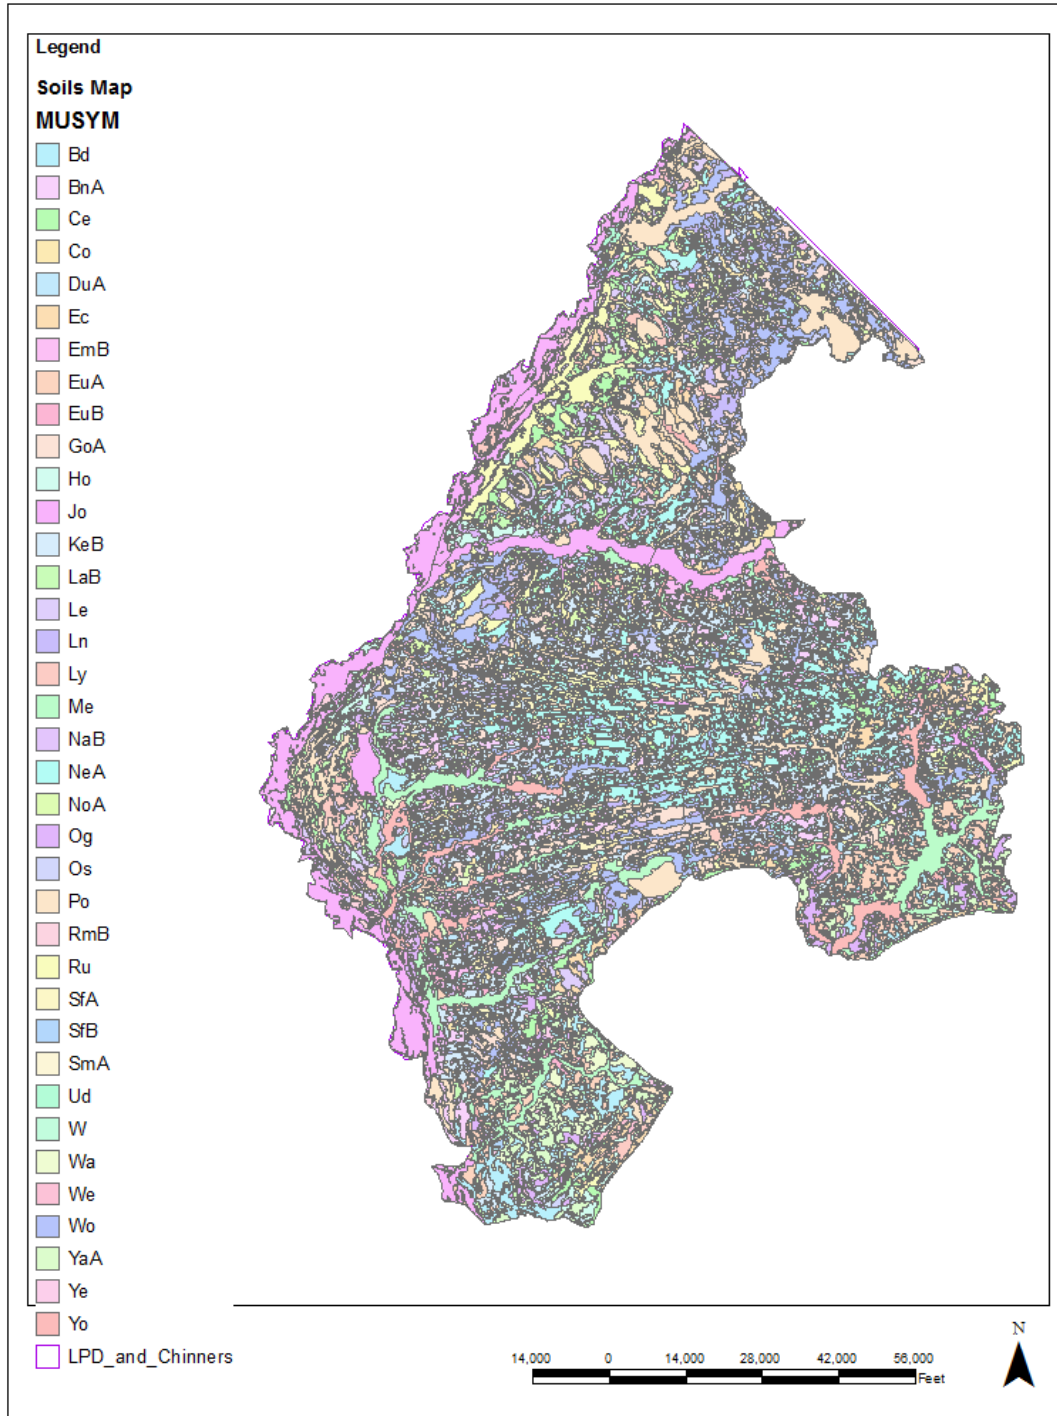 Legend
Soils Map
MUSYM
Bd
BnA
Ce
Co
DuA
Ec
EmB
EuA
EuB
GoA
Ho
Jo
KeB
LaB
Le
Ln
Ly
Me
NaB
NeA
NoA
Og
Os
Po
RmB
Ru
SfA
SfB
SmA
Ud
W
Wa
We
Wo
YaA
Ye
Yo
LPD_and_Chinners
N
14,000 0 14,000 28,000 42,000 56,000
Feet